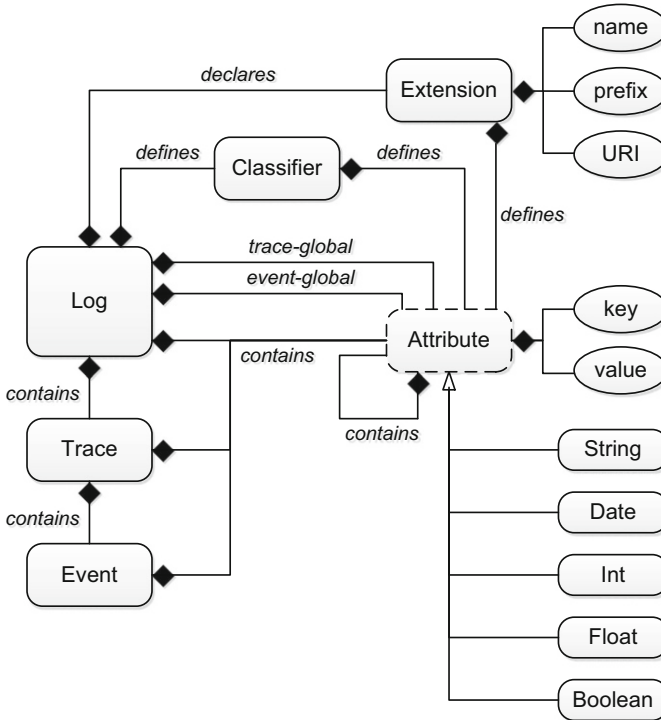 name
declares
Extension
prefix
defines
Classifier
defines
URI
defines
trace-global
event-global
Log
key
Attribute
contains
value
contains
contains
Trace
String
Date
contains
Event
Int
Float
Boolean